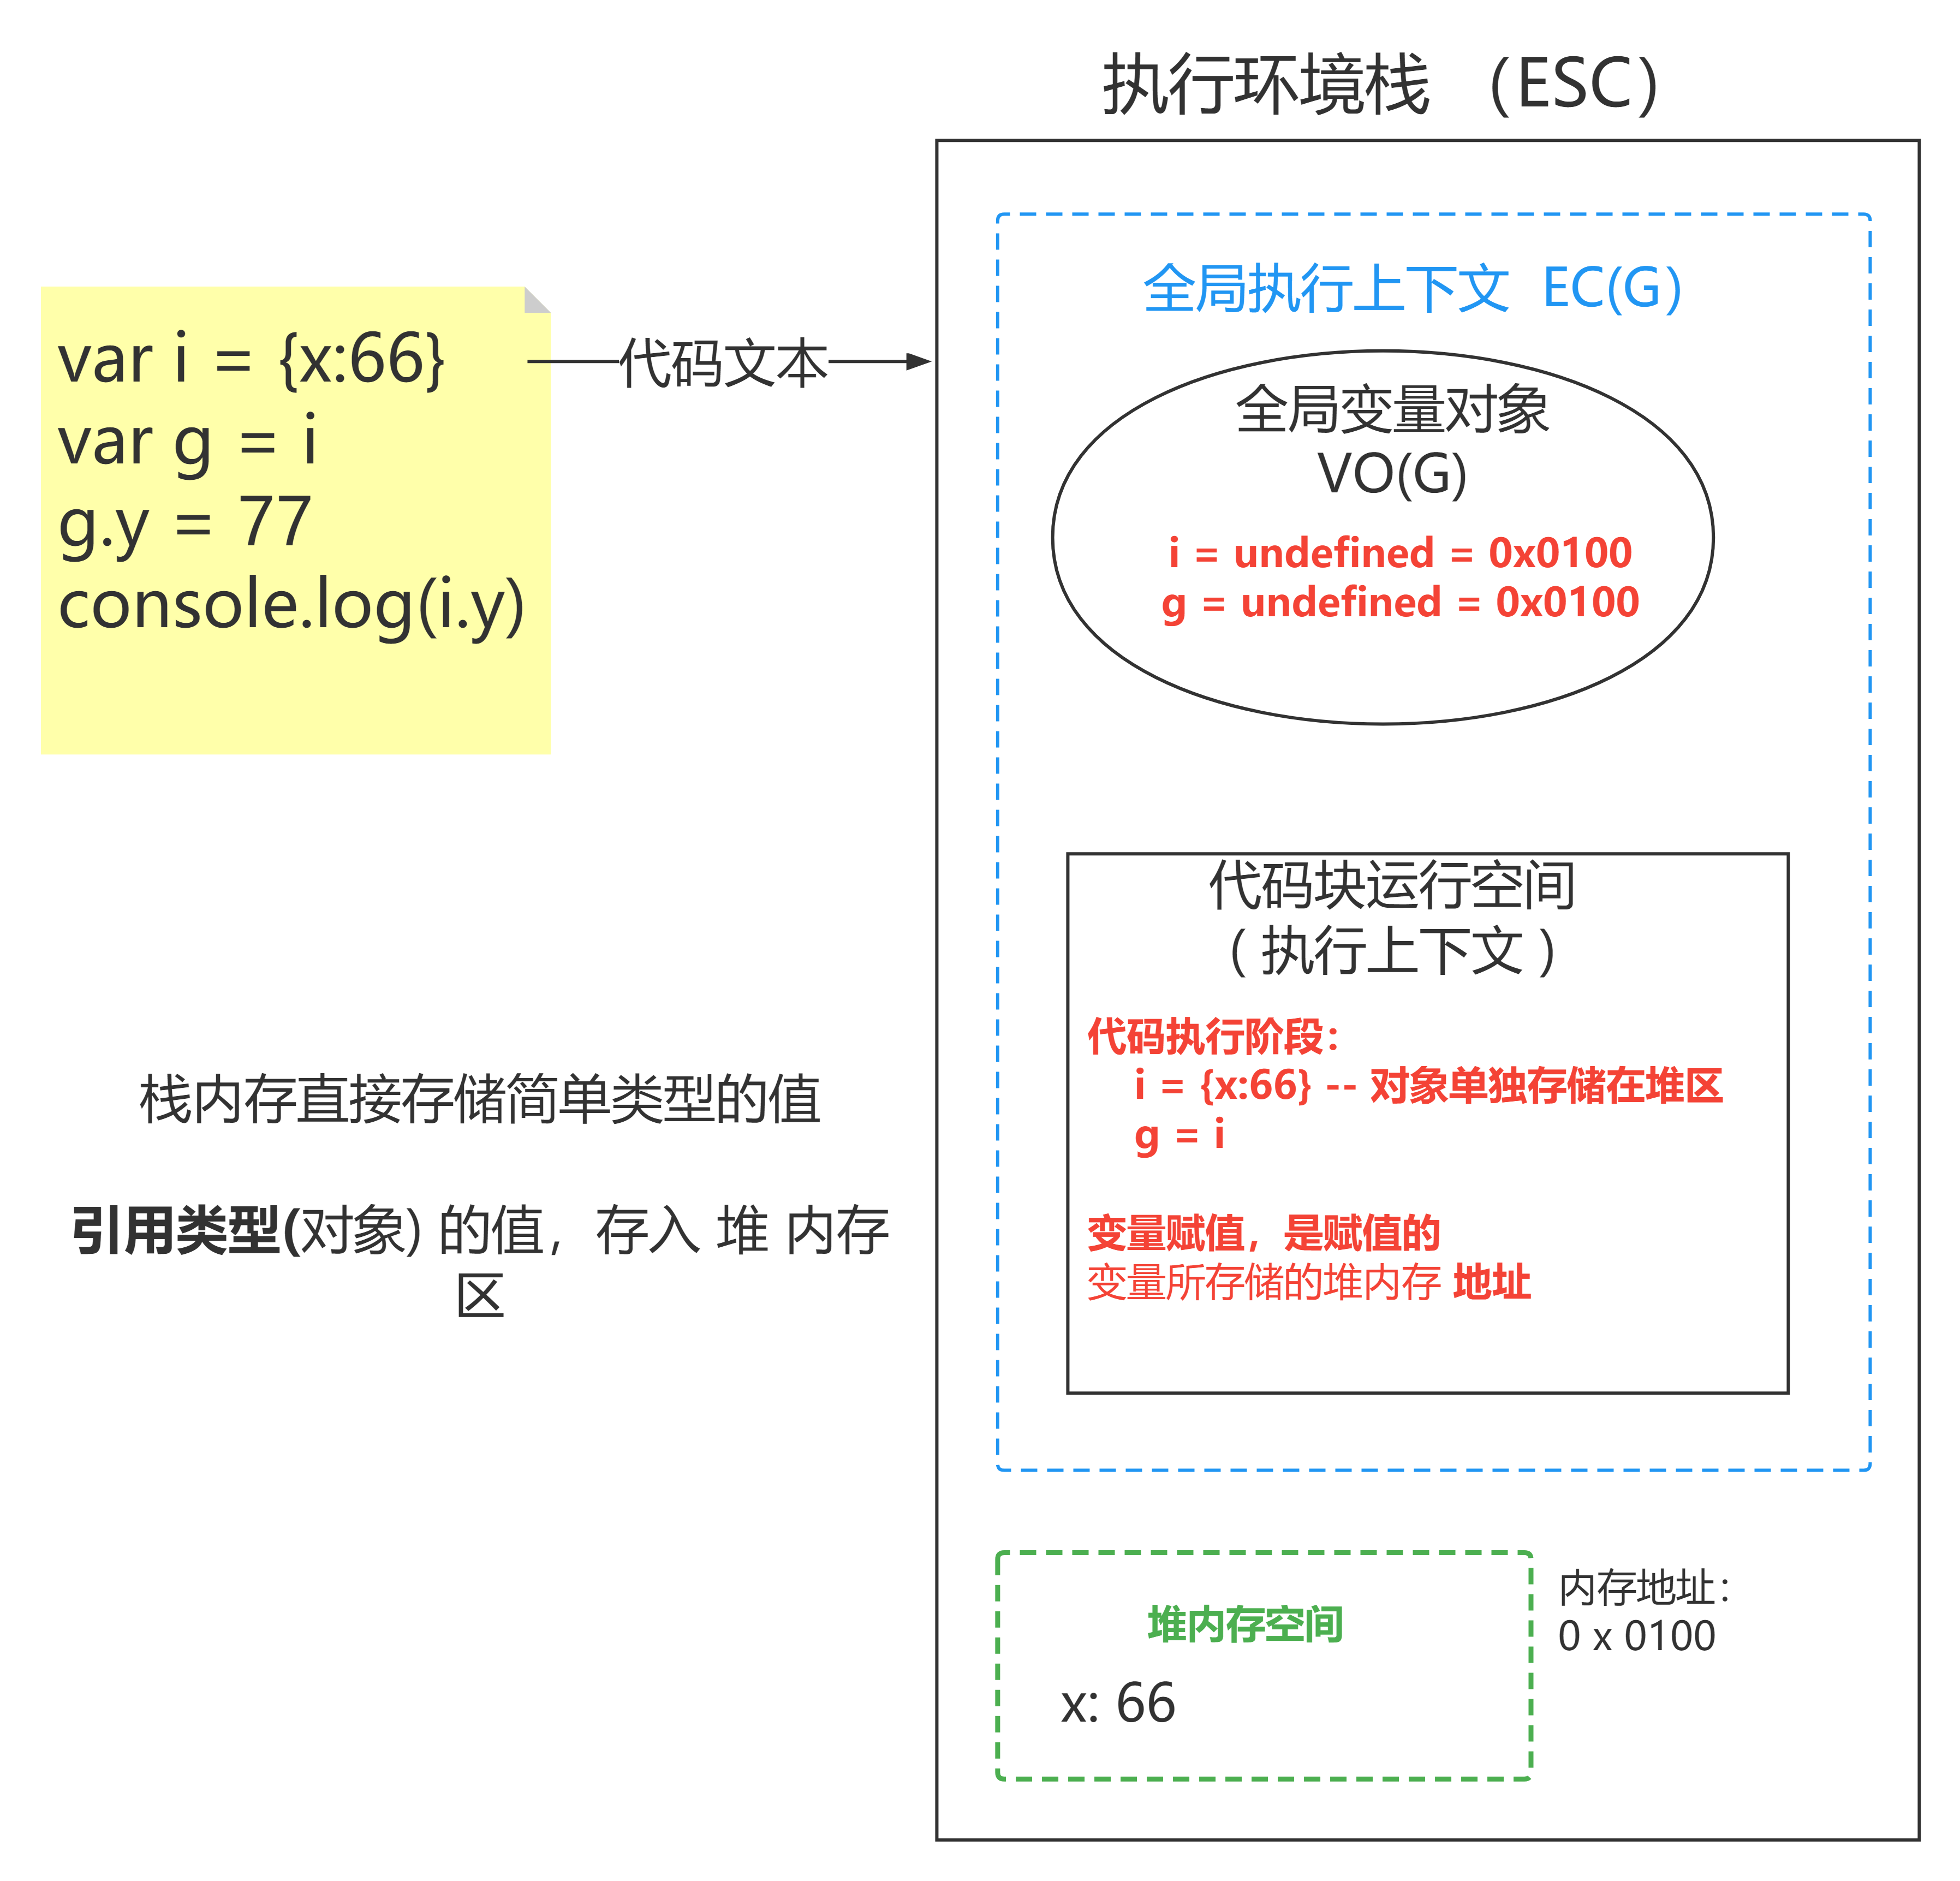 执行环境栈 （ESC）
var i = {x:66}
var g = i
g.y = 77
console.log(i.y)
代码文本
全局执行上下文 EC(G)
全局变量对象
VO(G)
i = undefined = 0x0100
g = undefined = 0x0100
代码块运行空间
( 执行上下文 )
代码执行阶段：
i = {x:66} -- 对象单独存储在堆区
g = i
变量赋值，是赋值的
变量所存储的堆内存 地址
栈内存直接存储简单类型的值
引用类型(对象) 的值，存入 堆 内存
区
堆内存空间
x: 66
内存地址：
0 x 0100